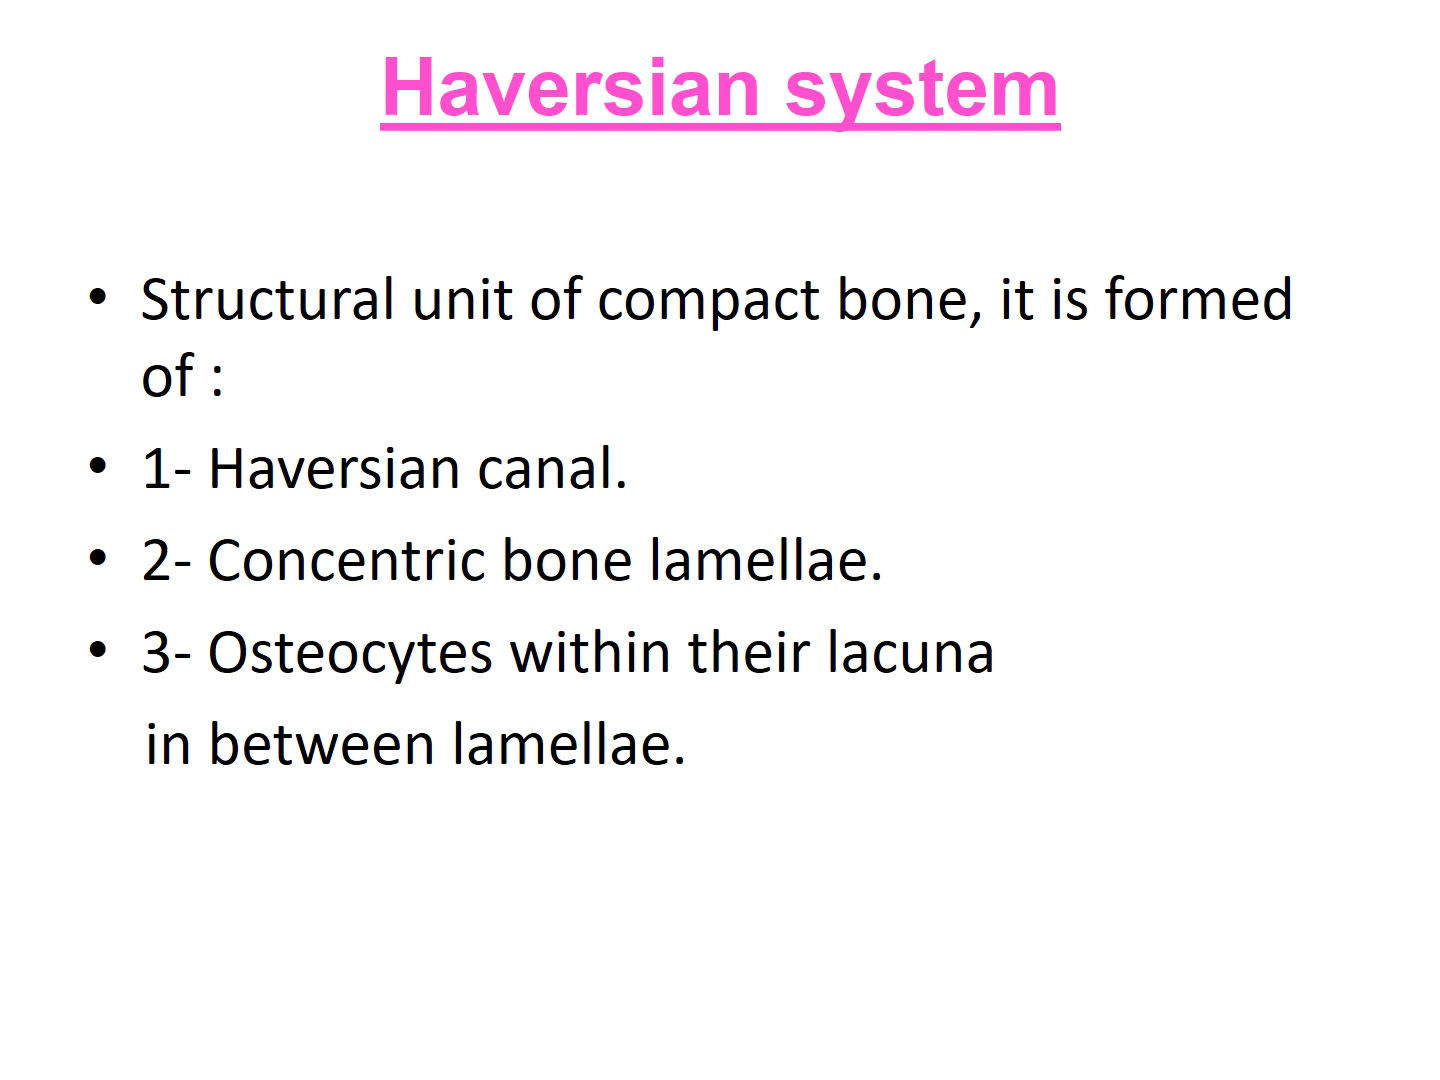 Haversian system
• Structural unit of compact bone, it is formed
of :
• 1- Haversian canal.
• 2- Concentric bone lamellae.
• 3- Osteocytes within their lacuna
in between lamellae.